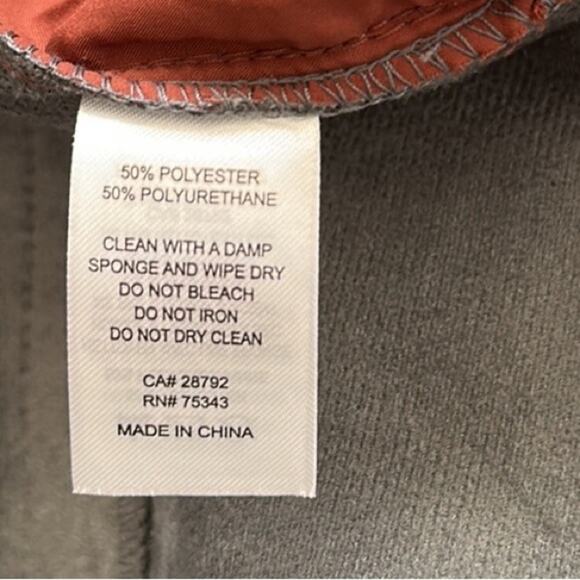 50% POLYESTER
50% POLYURETHANE
CLEAN WITH A DAMP
SPONGE AND WIPE DRY
DO NOT BLEACH
DO NOT IRON
DO NOT DRY CLEAN
CA# 28792
RN# 75343
MADE IN CHINA